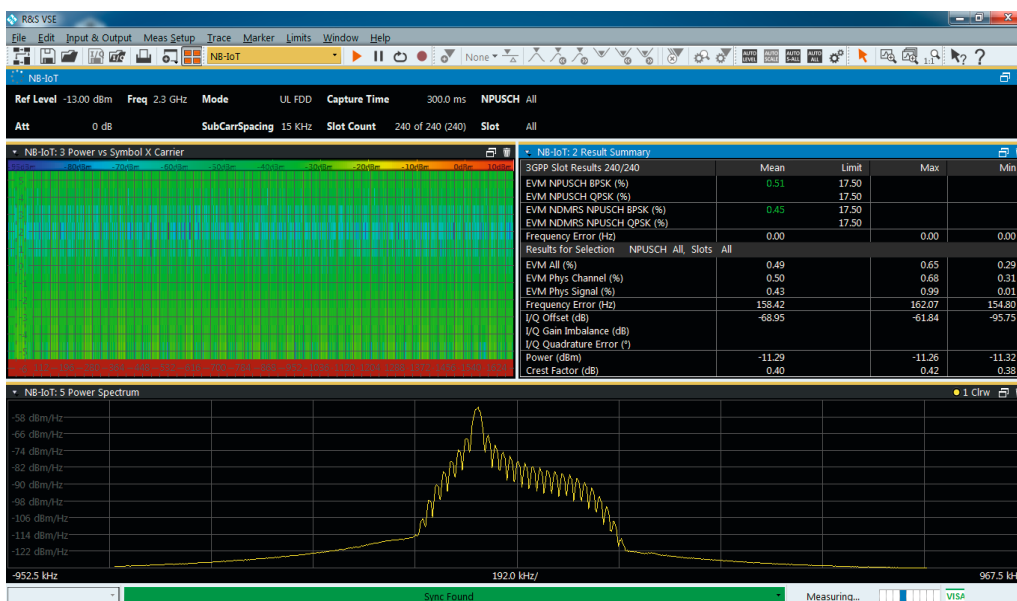 R&S VSE
File Edit Input & Output Meas Setup Trace Marker Limits Window Help
NB-IoT None AUTO LEVEL AUTO SCALE AUTO S-ALL AUTO ALL 1:1
NB-IoT
Ref Level -13.00 dBm Freq 2.3 GHz Mode UL FDD Capture Time 300.0 ms NPUSCH All
Att 0 dB SubCarrSpacing 15 KHz Slot Count 240 of 240 (240) Slot All
NB-IoT: 3 Power vs Symbol X Carrier
-80dBm -70dBm -60dBm -50dBm -40dBm -30dBm -20dBm -10dBm 0dBm 10dBm
NB-IoT: 2 Result Summary
3GPP Slot Results 240/240 Mean Limit Max Min
EVM NPUSCH BPSK (%) 0.51 17.50
EVM NPUSCH QPSK (%) 17.50
EVM NDMRS NPUSCH BPSK (%) 0.45 17.50
EVM NDMRS NPUSCH QPSK (%) 17.50
Frequency Error (Hz) 0.00 0.00 0.00
Results for Selection NPUSCH All, Slots All
EVM All (%) 0.49 0.65 0.29
EVM Phys Channel (%) 0.50 0.68 0.31
EVM Phys Signal (%) 0.43 0.99 0.01
Frequency Error (Hz) 158.42 162.07 154.80
I/Q Offset (dB) -68.95 -61.84 -95.75
I/Q Gain Imbalance (dB)
I/Q Quadrature Error (°)
Power (dBm) -11.29 -11.26 -11.32
Crest Factor (dB) 0.40 0.42 0.38
NB-IoT: 5 Power Spectrum 1 Clrw
-58 dBm/Hz
-66 dBm/Hz
-74 dBm/Hz
-82 dBm/Hz
-90 dBm/Hz
-98 dBm/Hz
-106 dBm/Hz
-114 dBm/Hz
-122 dBm/Hz
-952.5 kHz 192.0 kHz/ 967.5 kH
Sync Found Measuring... VISA